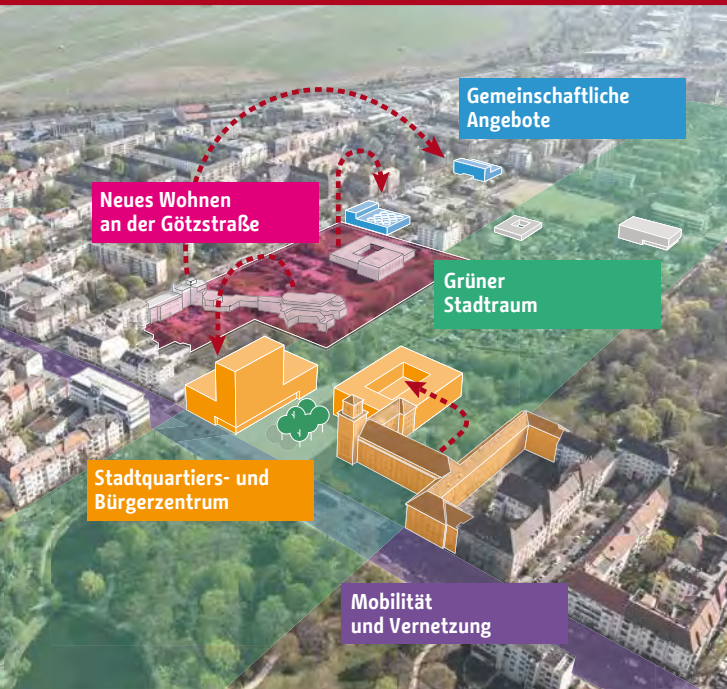 Gemeinschaftliche
Angebote
Neues Wohnen
an der Götzstraße
Grüner
Stadtraum
Stadtquartiers- und
Bürgerzentrum
Mobilität
und Vernetzung